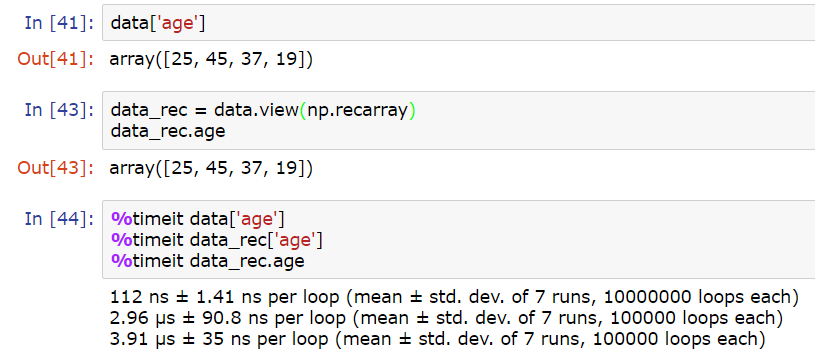 In [41]: data['age']
Out[41]: array([25, 45, 37, 19])
In [43]: data_rec = data.view(np.recarray)
data_rec.age
Out[43]: array([25, 45, 37, 19])
In [44]: %timeit data['age']
%timeit data_rec['age']
%timeit data_rec.age
112 ns ± 1.41 ns per loop (mean ± std. dev. of 7 runs, 10000000 loops each)
2.96 µs ± 90.8 ns per loop (mean ± std. dev. of 7 runs, 100000 loops each)
3.91 µs ± 35 ns per loop (mean ± std. dev. of 7 runs, 100000 loops each)